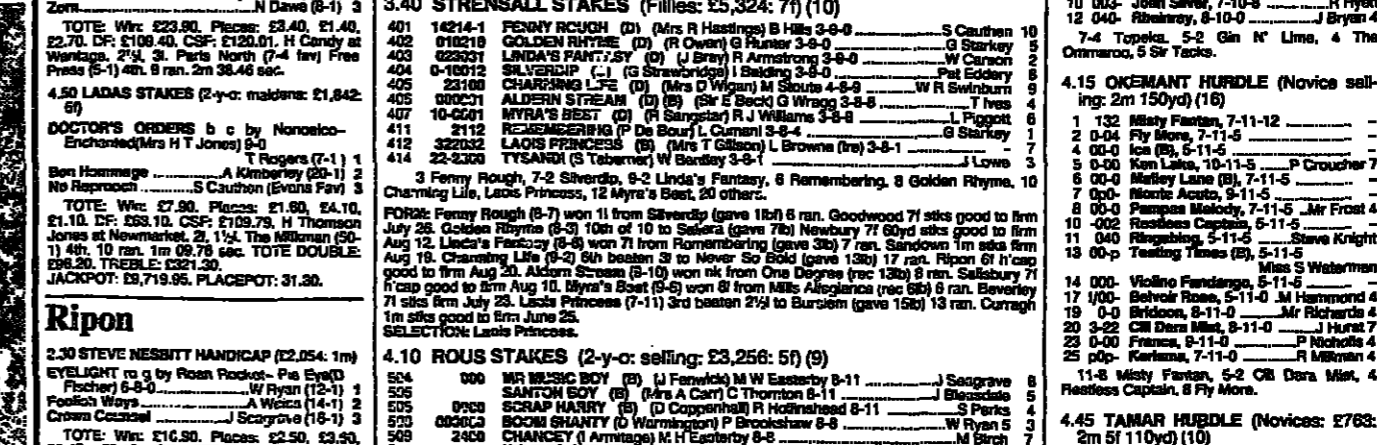 Zorn N Dawe (8-1) 3
TOTE: Win: £23.90. Places: £3.40, £1.40,
£2.70. DF: £108.40, CSF: £120.01. H Candy at
Wantage. 2½l, 3l. Paris North (7-4 fav) Free
Press (5-1) 4th. 9 ran. 2m 38.46 sec.
4.50 LADAS STAKES (2-y-o: maidens: £1,842:
6f)
DOCTOR'S ORDERS b c by Nonoalco–
Enchanted (Mrs H T Jones) 9-0
T Rogers (7-1) 1
Bon Hommage A Kimberley (20-1) 2
No Reproach S Cauthen (Evens Fav) 3
TOTE: Win: £7.90. Places: £1.60, £4.10,
£1.10. DF: £63.10. CSF: £109.79, H Thomson
Jones at Newmarket. 2l, 1½l. The Milkman (50-
1) 4th. 10 ran. 1m 09.76 sec. TOTE DOUBLE:
£96.20. TREBLE: £321.30.
JACKPOT: £9,719.95. PLACEPOT: 31.30.
Ripon
2.30 STEVE NESBITT HANDICAP (£2,054: 1m)
EYELIGHT ro g by Roan Rocket– Pie Eye (D
Fischer) 6-8-0 W Ryan (12-1) 1
Foolish Ways A Weiss (14-1) 2
Crown Counsel J Seagrave (16-1) 3
TOTE: Win: £16.90. Places: £2.50, £3.90,
3.40 STRENSALL STAKES (Fillies: £5,324: 7f) (10)
401 14214-1 FENNY ROUGH (D) (Mrs R Hastings) B Hills 3-9-0 S Cauthen 10
402 010210 GOLDEN RHYME (D) (R Owen) G Hunter 3-9-0 G Starkey 5
403 023031 LINDA'S FANTASY (D) (J Bray) R Armstrong 3-9-0 W Carson 2
404 0-10012 SILVERDIP (G Strawbridge) I Balding 3-9-0 Pat Eddery 8
405 23100 CHARMING LIFE (D) (Mrs D Wigan) M Stoute 4-8-9 W R Swinburn 9
406 000001 ALDERN STREAM (D) (B) (Sir E Beck) G Wragg 3-8-8 T Ives 4
407 10-0001 MYRA'S BEST (D) (R Sangster) R J Williams 3-8-8 L Piggott 6
411 2112 REMEMBERING (P De Bour) L Cumani 3-8-4 G Starkey 1
412 322032 LAOIS PRINCESS (B) (Mrs T Gilson) L Browne (Ire) 3-8-1 – 7
414 22-2300 TYSANDI (S Taberner) W Bentley 3-8-1 J Lowe 3
3 Fenny Rough, 7-2 Silverdip, 9-2 Linda's Fantasy, 6 Remembering, 8 Golden Rhyme, 10
Charming Life, Laois Princess, 12 Myra's Best, 20 others.
FORM: Fenny Rough (8-7) won 1l from Silverdip (gave 1lb) 6 ran. Goodwood 7f stks good to firm
July 26. Golden Rhyme (8-3) 10th of 10 to Saliera (gave 7lb) Newbury 7f 60yd stks good to firm
Aug 12. Linda's Fantasy (8-6) won 7l from Remembering (gave 3lb) 7 ran. Sandown 1m stks firm
Aug 19. Charming Life (9-2) 6th beaten 3l to Never So Bold (gave 13lb) 17 ran. Ripon 6f h'cap
good to firm Aug 20. Aldern Stream (8-10) won nk from One Degree (rec 13lb) 8 ran. Salisbury 7f
h'cap good to firm Aug 10. Myra's Best (9-6) won 8l from Mills Allegiance (rec 6lb) 6 ran. Beverley
7f stks firm July 23. Laois Princess (7-11) 3rd beaten 2½l to Burslem (gave 15lb) 13 ran. Curragh
1m stks good to firm June 25.
SELECTION: Laois Princess.
4.10 ROUS STAKES (2-y-o: selling: £3,256: 5f) (9)
504 000 MR MUSIC BOY (B) (J Fenwick) M W Easterby 8-11 J Seagrave 8
505 SANTON BOY (B) (Mrs A Carr) C Thornton 8-11 J Bleasdale 5
SCRAP HARRY (B) (D Coppenhall) R Hollinshead 8-11 S Perks 4
BOOM SHANTY (D Warmington) P Brookshaw 8-8 W Ryan 5 3
509 2400 CHANCEY (I Armitage) M H Easterby 8-8 M Birch 7
12 040- Rheinrey, 8-10-0 J Bryan 4
7-4 Topeka. 5-2 Gin N' Lime, 4 The
Ommaroo, 5 Sir Tacks.
4.15 OKEMANT HURDLE (Novice sell-
ing: 2m 150yd) (16)
1 132 Misty Fantan, 7-11-12 –
2 0-04 Fly More, 7-11-5 –
4 00-0 Ica (B), 5-11-5 –
5 0-00 Ken Lake, 10-11-5 P Croucher 7
6 00-0 Matley Lane (B), 7-11-5 –
7 0p0- Monte Acuto, 9-11-5 –
8 00-0 Pampas Melody, 7-11-5 Mr Frost 4
10 -002 Restless Captain, 5-11-5 –
11 040 Ringabing, 5-11-5 Steve Knight
13 00-p Testing Times (B), 5-11-5
Miss S Waterman
14 000- Violino Fandango, 5-11-5 –
17 1/00- Belvoir Rose, 5-11-0 M Hammond 4
19 0-0 Bridoon, 8-11-0 Mr Richards 4
20 3-22 Cill Dara Mist, 8-11-0 J Hurst 7
23 0-00 Franca, 9-11-0 P Nicholls 4
25 p0p- Karlama, 7-11-0 R Millman 4
11-8 Misty Fantan, 5-2 Cill Dara Mist, 4
Restless Captain, 8 Fly More.
4.45 TAMAR HURDLE (Novices: £763:
2m 5f 110yd) (10)